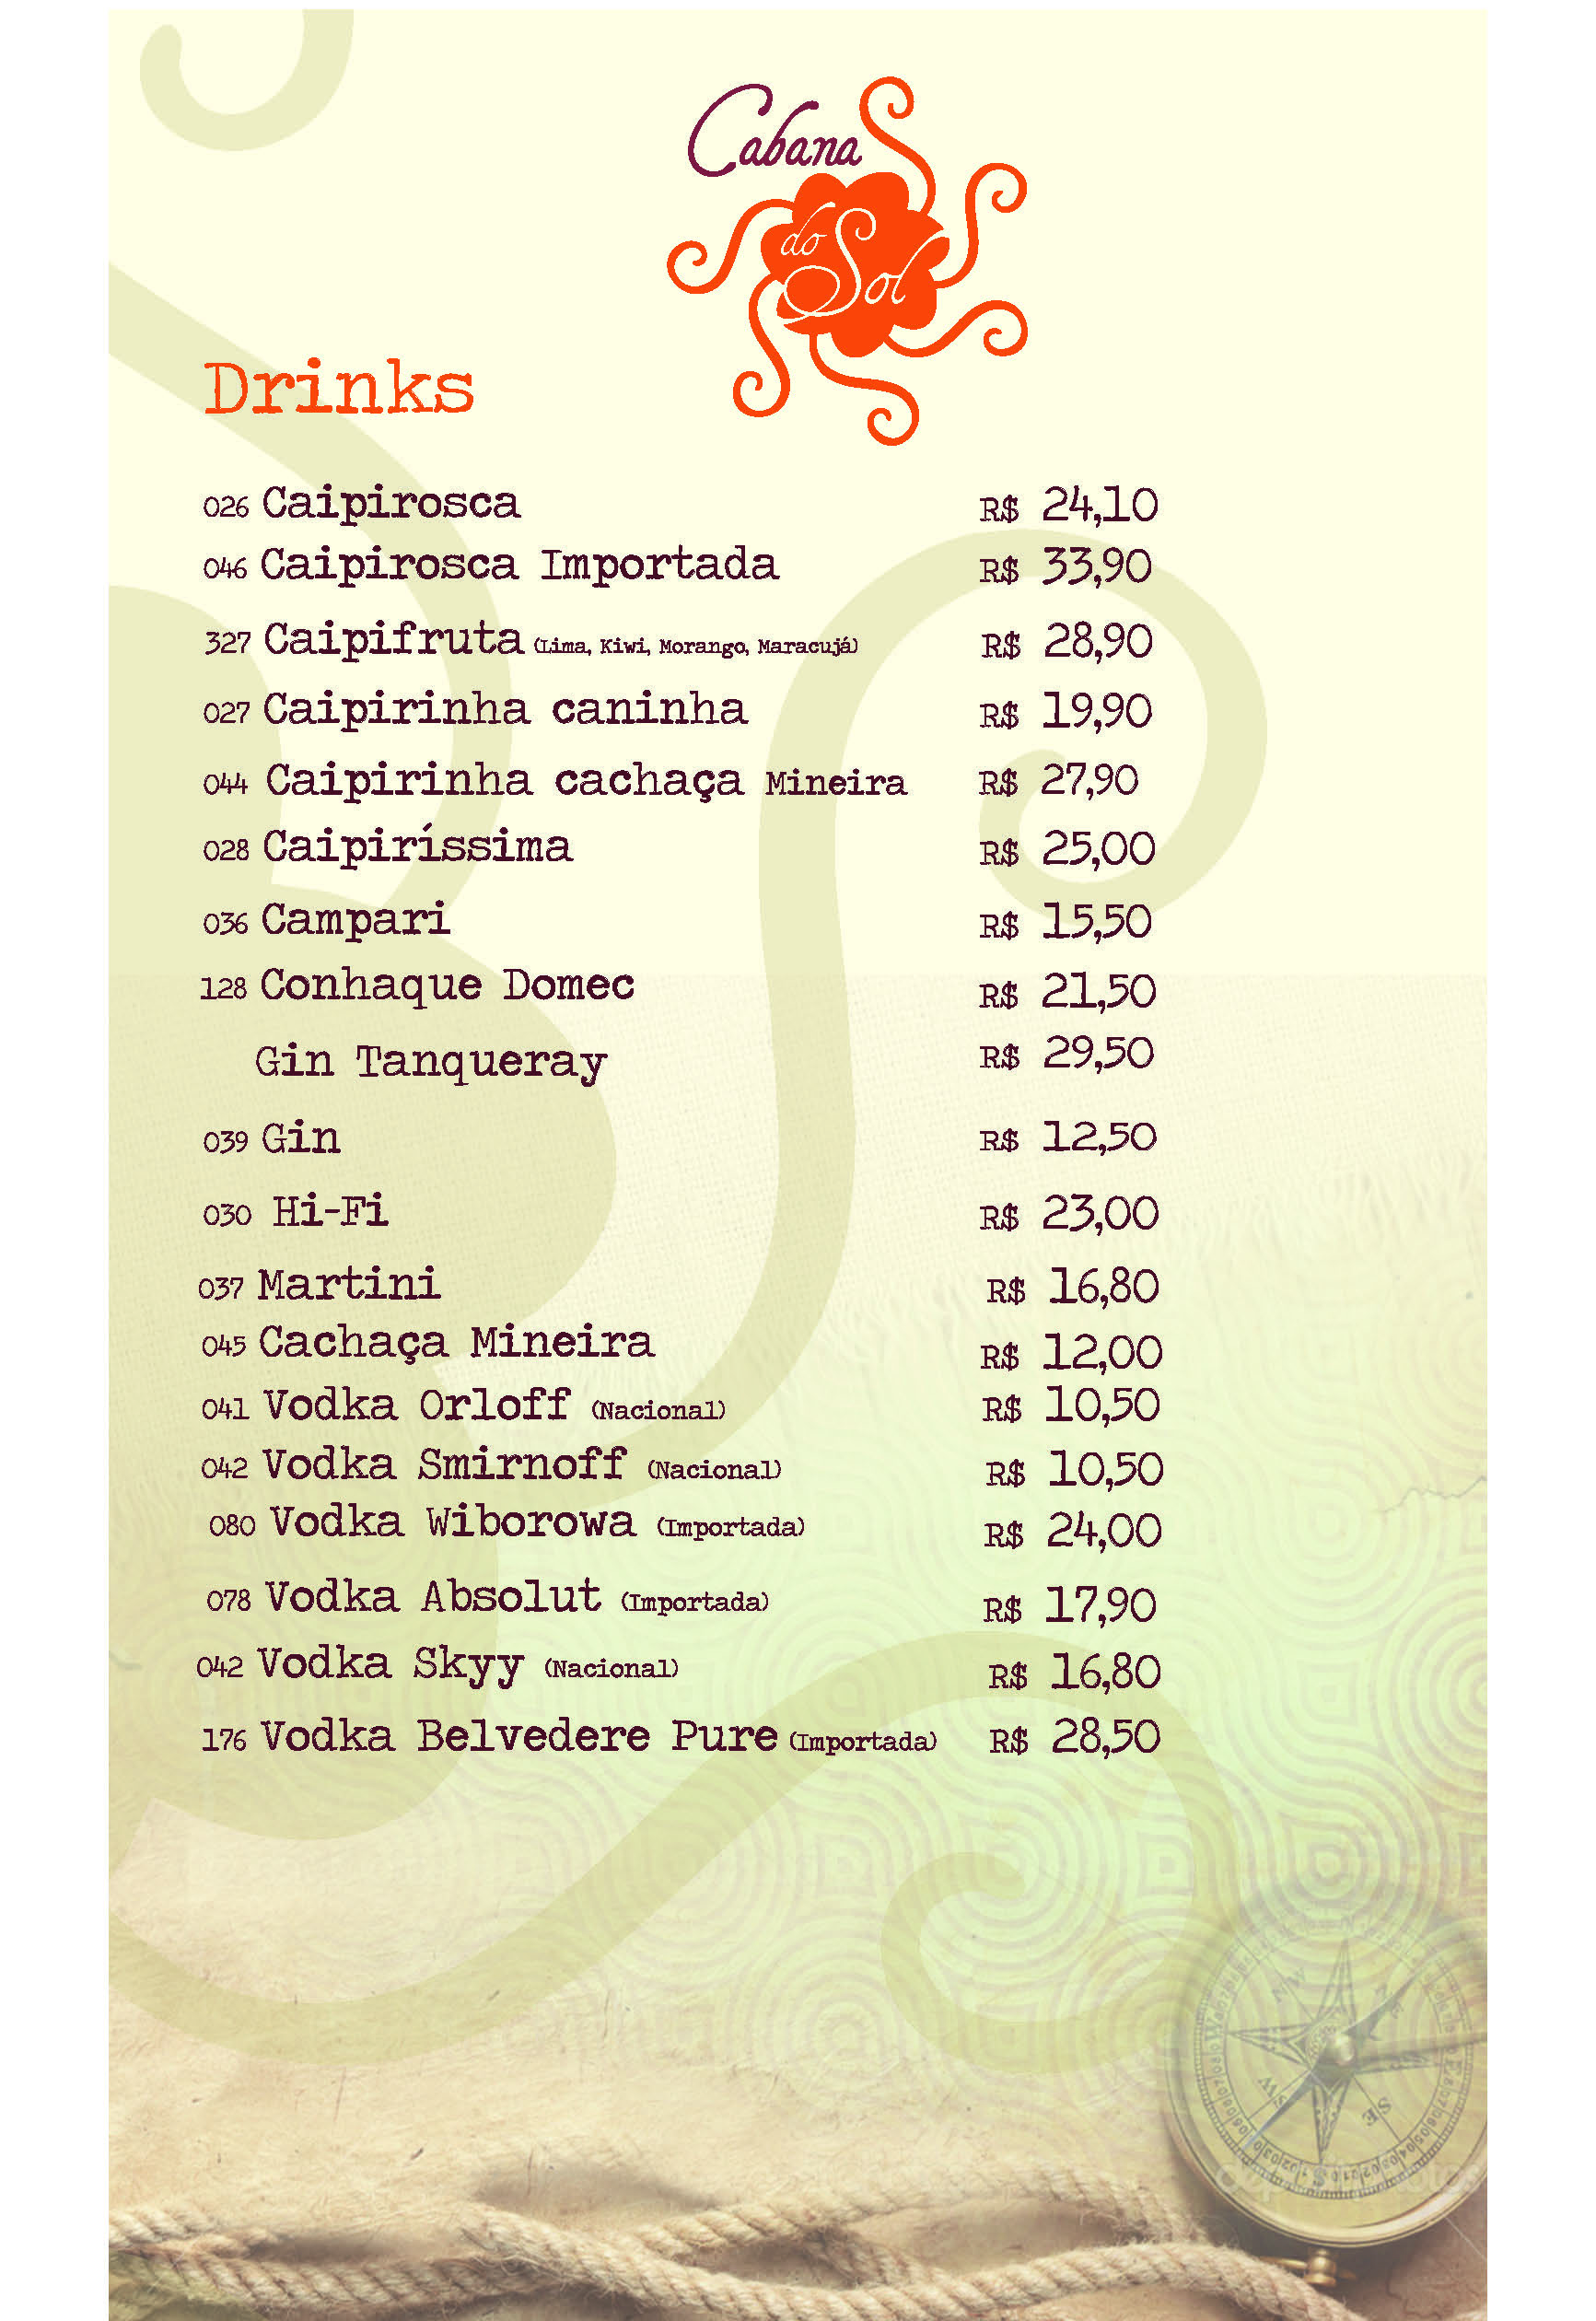 Cabana
do Sol
Drinks
026 Caipirosca R$ 24,10
046 Caipirosca Importada R$ 33,90
327 Caipifruta (Lima, Kiwi, Morango, Maracujá) R$ 28,90
027 Caipirinha caninha R$ 19,90
044 Caipirinha cachaça Mineira R$ 27,90
028 Caipiríssima R$ 25,00
036 Campari R$ 15,50
128 Conhaque Domec R$ 21,50
Gin Tanqueray R$ 29,50
039 Gin R$ 12,50
030 Hi-Fi R$ 23,00
037 Martini R$ 16,80
045 Cachaça Mineira R$ 12,00
041 Vodka Orloff (Nacional) R$ 10,50
042 Vodka Smirnoff (Nacional) R$ 10,50
080 Vodka Wiborowa (Importada) R$ 24,00
078 Vodka Absolut (Importada) R$ 17,90
042 Vodka Skyy (Nacional) R$ 16,80
176 Vodka Belvedere Pure (Importada) R$ 28,50
NW
NE
SW
SE
S